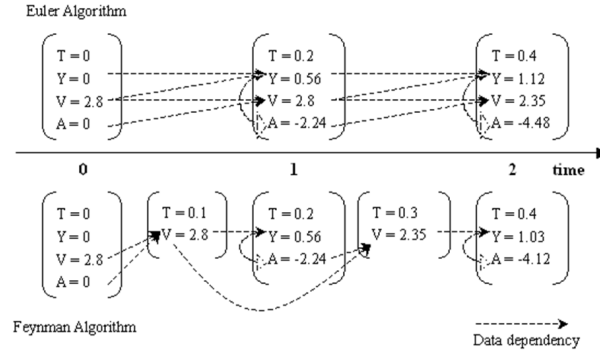 Euler Algorithm
T = 0
Y = 0
V = 2.8
A = 0
T = 0.2
Y = 0.56
V = 2.8
A = -2.24
T = 0.4
Y = 1.12
V = 2.35
A = -4.48
0
1
2
time
T = 0
Y = 0
V = 2.8
A = 0
T = 0.1
V = 2.8
T = 0.2
Y = 0.56
A = -2.24
T = 0.3
V = 2.35
T = 0.4
Y = 1.03
A = -4.12
Feynman Algorithm
Data dependency